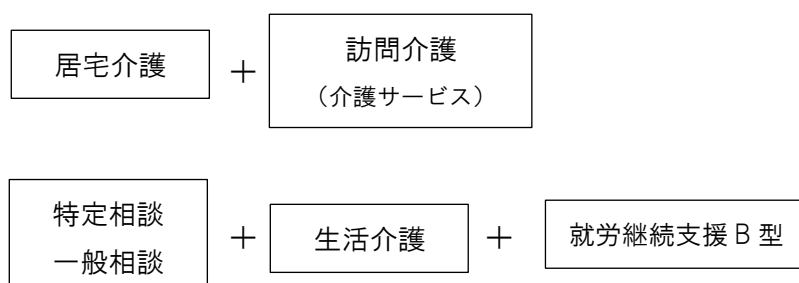 居宅介護 + 訪問介護
（介護サービス）
特定相談
一般相談 + 生活介護 + 就労継続支援B型